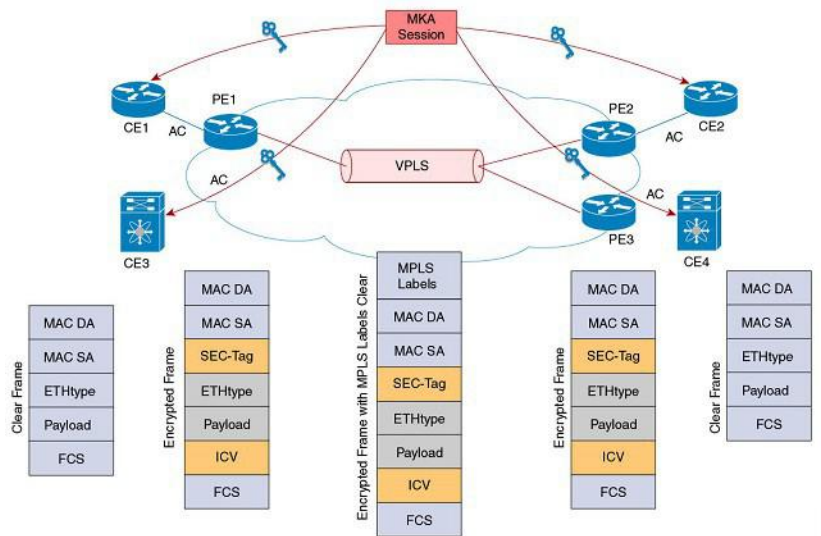 MKA
Session
CE1
PE1
AC
PE2
CE2
AC
VPLS
AC
AC
CE3
PE3
CE4
Clear Frame
MAC DA
MAC SA
ETHtype
Payload
FCS
Encrypted Frame
MAC DA
MAC SA
SEC-Tag
ETHtype
Payload
ICV
FCS
Encrypted Frame with MPLS Labels Clear
MPLS
Labels
MAC DA
MAC SA
SEC-Tag
ETHtype
Payload
ICV
FCS
Encrypted Frame
MAC DA
MAC SA
SEC-Tag
ETHtype
Payload
ICV
FCS
Clear Frame
MAC DA
MAC SA
ETHtype
Payload
FCS